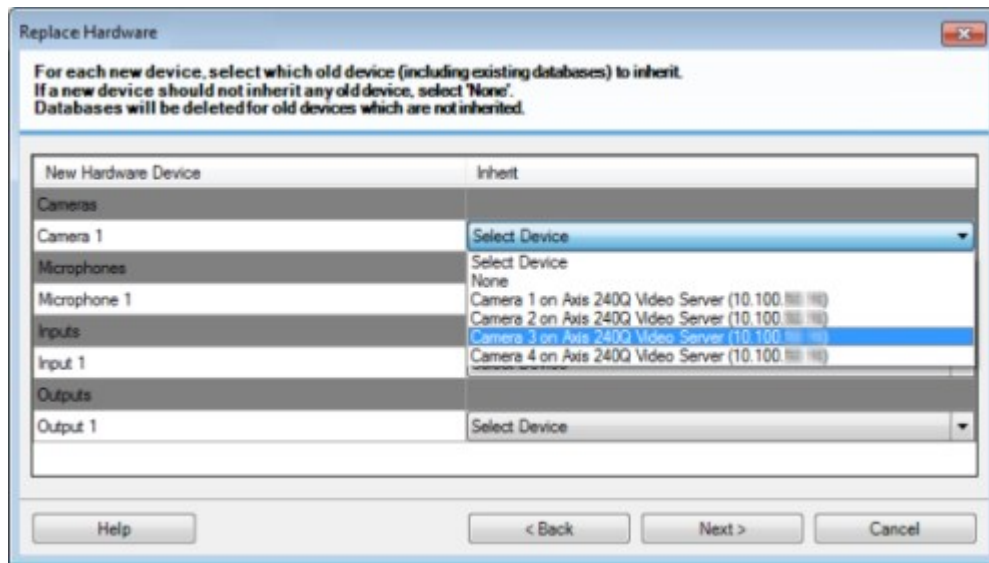 Replace Hardware
For each new device, select which old device (including existing databases) to inherit.
If a new device should not inherit any old device, select 'None'.
Databases will be deleted for old devices which are not inherited.
New Hardware Device Inherit
Cameras
Camera 1 Select Device
Select Device
Microphones
None
Microphone 1
Camera 1 on Axis 240Q Video Server (10.100.
Camera 2 on Axis 240Q Video Server (10.100.
Inputs
Camera 3 on Axis 240Q Video Server (10.100.
Camera 4 on Axis 240Q Video Server (10.100.
Input 1 Select Device
Outputs
Output 1 Select Device
Help < Back Next > Cancel